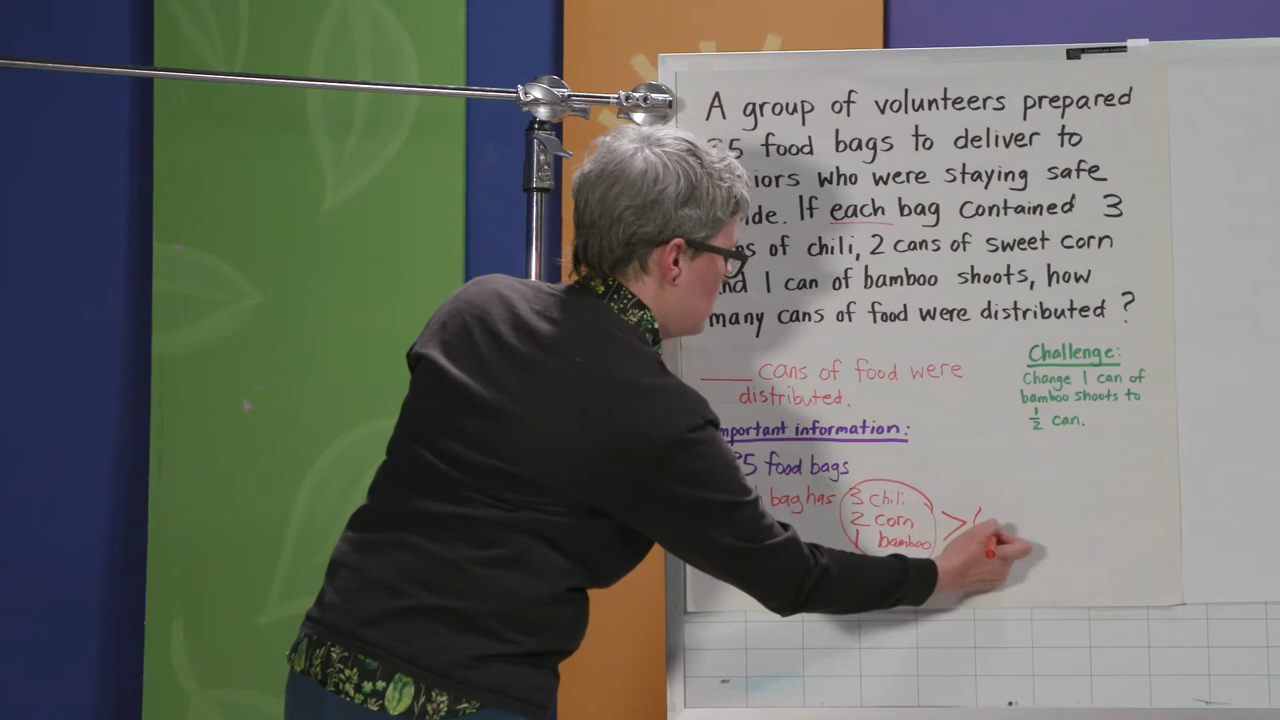 A group of volunteers prepared
5 food bags to deliver to
iors who were staying safe
ide. If each bag contained 3
ns of chili, 2 cans of sweet corn
nd 1 can of bamboo shoots, how
many cans of food were distributed?
___ cans of food were
distributed.
Challenge:
Change 1 can of
bamboo shoots to
1/2 can.
mportant information:
35 food bags
h bag has 3 chili
2 corn
1 bamboo
>